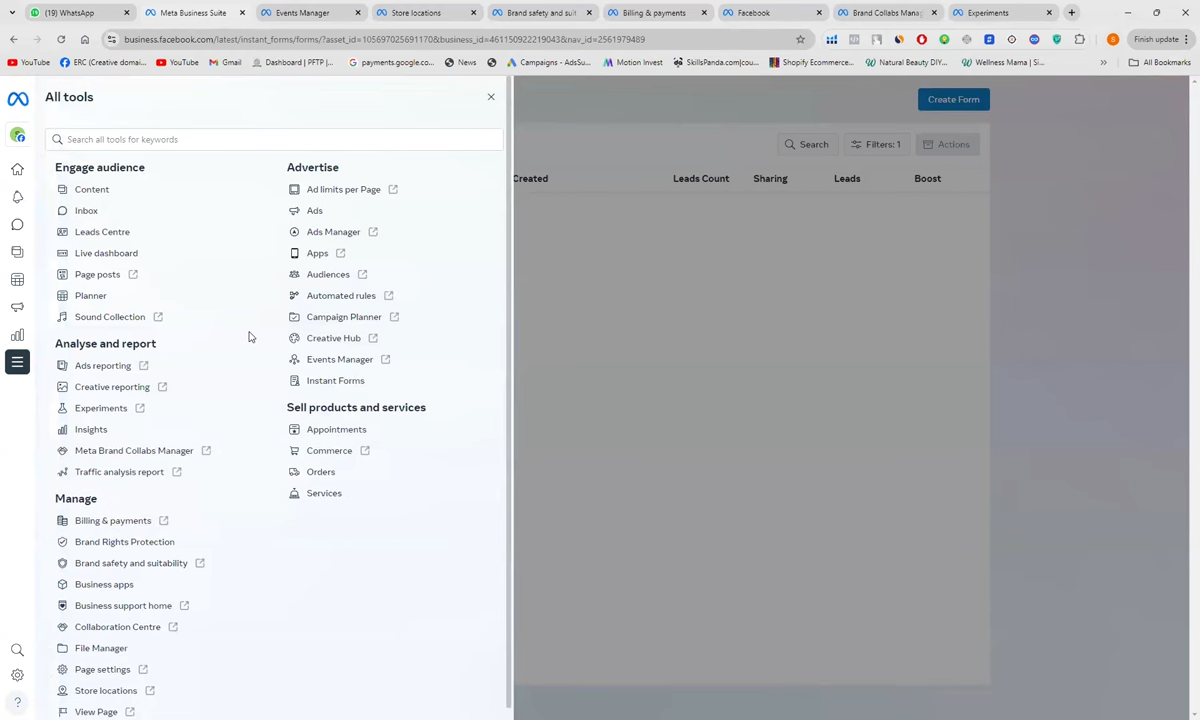 (19) WhatsApp
Meta Business Suite
Events Manager
Store locations
Brand safety and suit
Billing & payments
Facebook
Brand Collabs Mana
Experiments
business.facebook.com/latest/instant_forms/forms/?asset_id=105697025691170&business_id=461150922219043&nav_id=2561979489
Finish update
YouTube
ERC (Creative domai...
YouTube
Gmail
Dashboard | PFTP |...
payments.google.co...
News
Campaigns - AdsSu...
Motion Invest
SkillsPanda.com|cou...
Shopify Ecommerce...
Natural Beauty DIY...
Wellness Mama | Si...
All Bookmarks
All tools
Create Form
Search all tools for keywords
Search
Filters: 1
Actions
Created
Leads Count
Sharing
Leads
Boost
Engage audience
Content
Inbox
Leads Centre
Live dashboard
Page posts
Planner
Sound Collection
Analyse and report
Ads reporting
Creative reporting
Experiments
Insights
Meta Brand Collabs Manager
Traffic analysis report
Manage
Billing & payments
Brand Rights Protection
Brand safety and suitability
Business apps
Business support home
Collaboration Centre
File Manager
Page settings
Store locations
View Page
Advertise
Ad limits per Page
Ads
Ads Manager
Apps
Audiences
Automated rules
Campaign Planner
Creative Hub
Events Manager
Instant Forms
Sell products and services
Appointments
Commerce
Orders
Services